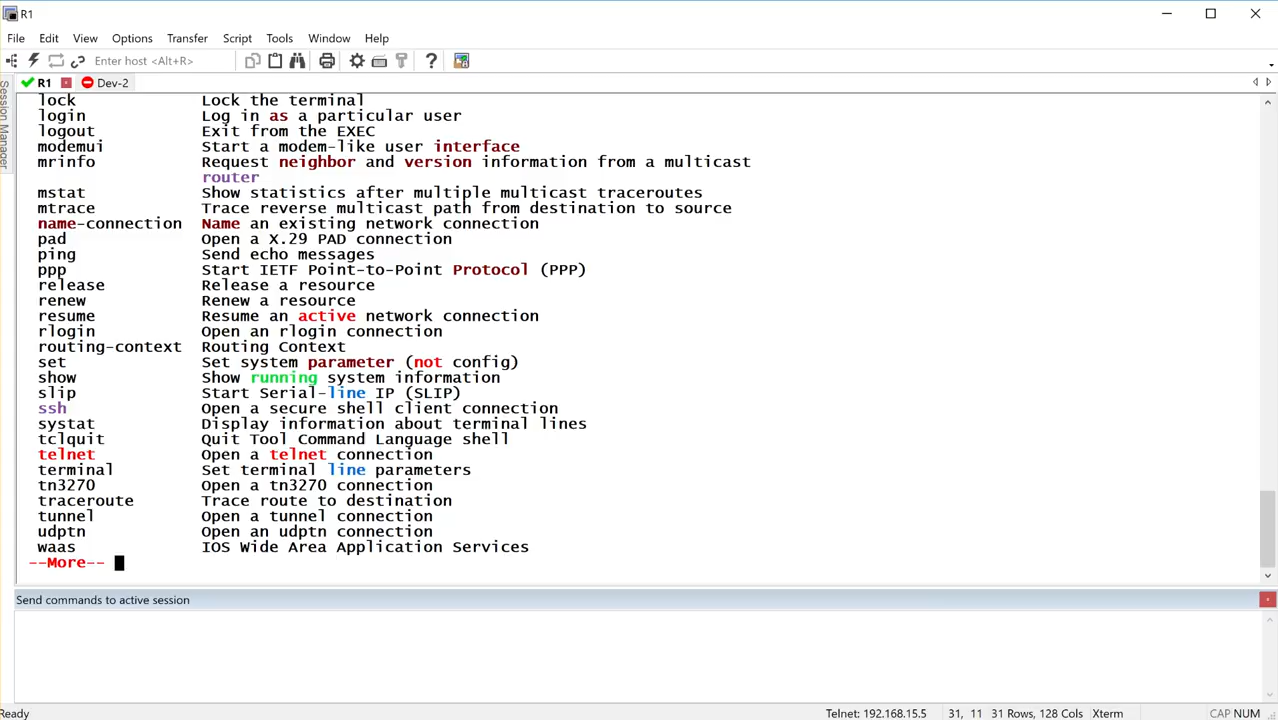 R1
File Edit View Options Transfer Script Tools Window Help
Enter host <Alt+R>
R1 Dev-2
Session Manager
lock Lock the terminal
login Log in as a particular user
logout Exit from the EXEC
modemui Start a modem-like user interface
mrinfo Request neighbor and version information from a multicast
router
mstat Show statistics after multiple multicast traceroutes
mtrace Trace reverse multicast path from destination to source
name-connection Name an existing network connection
pad Open a X.29 PAD connection
ping Send echo messages
ppp Start IETF Point-to-Point Protocol (PPP)
release Release a resource
renew Renew a resource
resume Resume an active network connection
rlogin Open an rlogin connection
routing-context Routing Context
set Set system parameter (not config)
show Show running system information
slip Start Serial-line IP (SLIP)
ssh Open a secure shell client connection
systat Display information about terminal lines
tclquit Quit Tool Command Language shell
telnet Open a telnet connection
terminal Set terminal line parameters
tn3270 Open a tn3270 connection
traceroute Trace route to destination
tunnel Open a tunnel connection
udptn Open an udptn connection
waas IOS Wide Area Application Services
--More--
Send commands to active session
Ready Telnet: 192.168.15.5 31, 11 31 Rows, 128 Cols Xterm CAP NUM